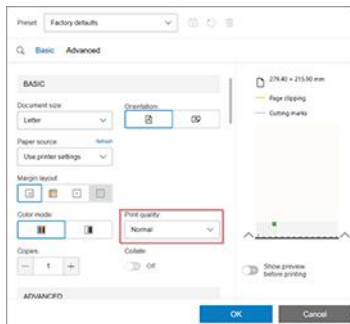 Preset Factory defaults
Basic Advanced
BASIC
Document size: Orientation:
Letter
Paper source: Refresh
Use printer settings
Margin layout
Color mode: Print quality
Normal
Copies: Collate:
1 Off
ADVANCED
279.40 × 215.90 mm
Page clipping
Cutting marks
Show preview
before printing
OK Cancel